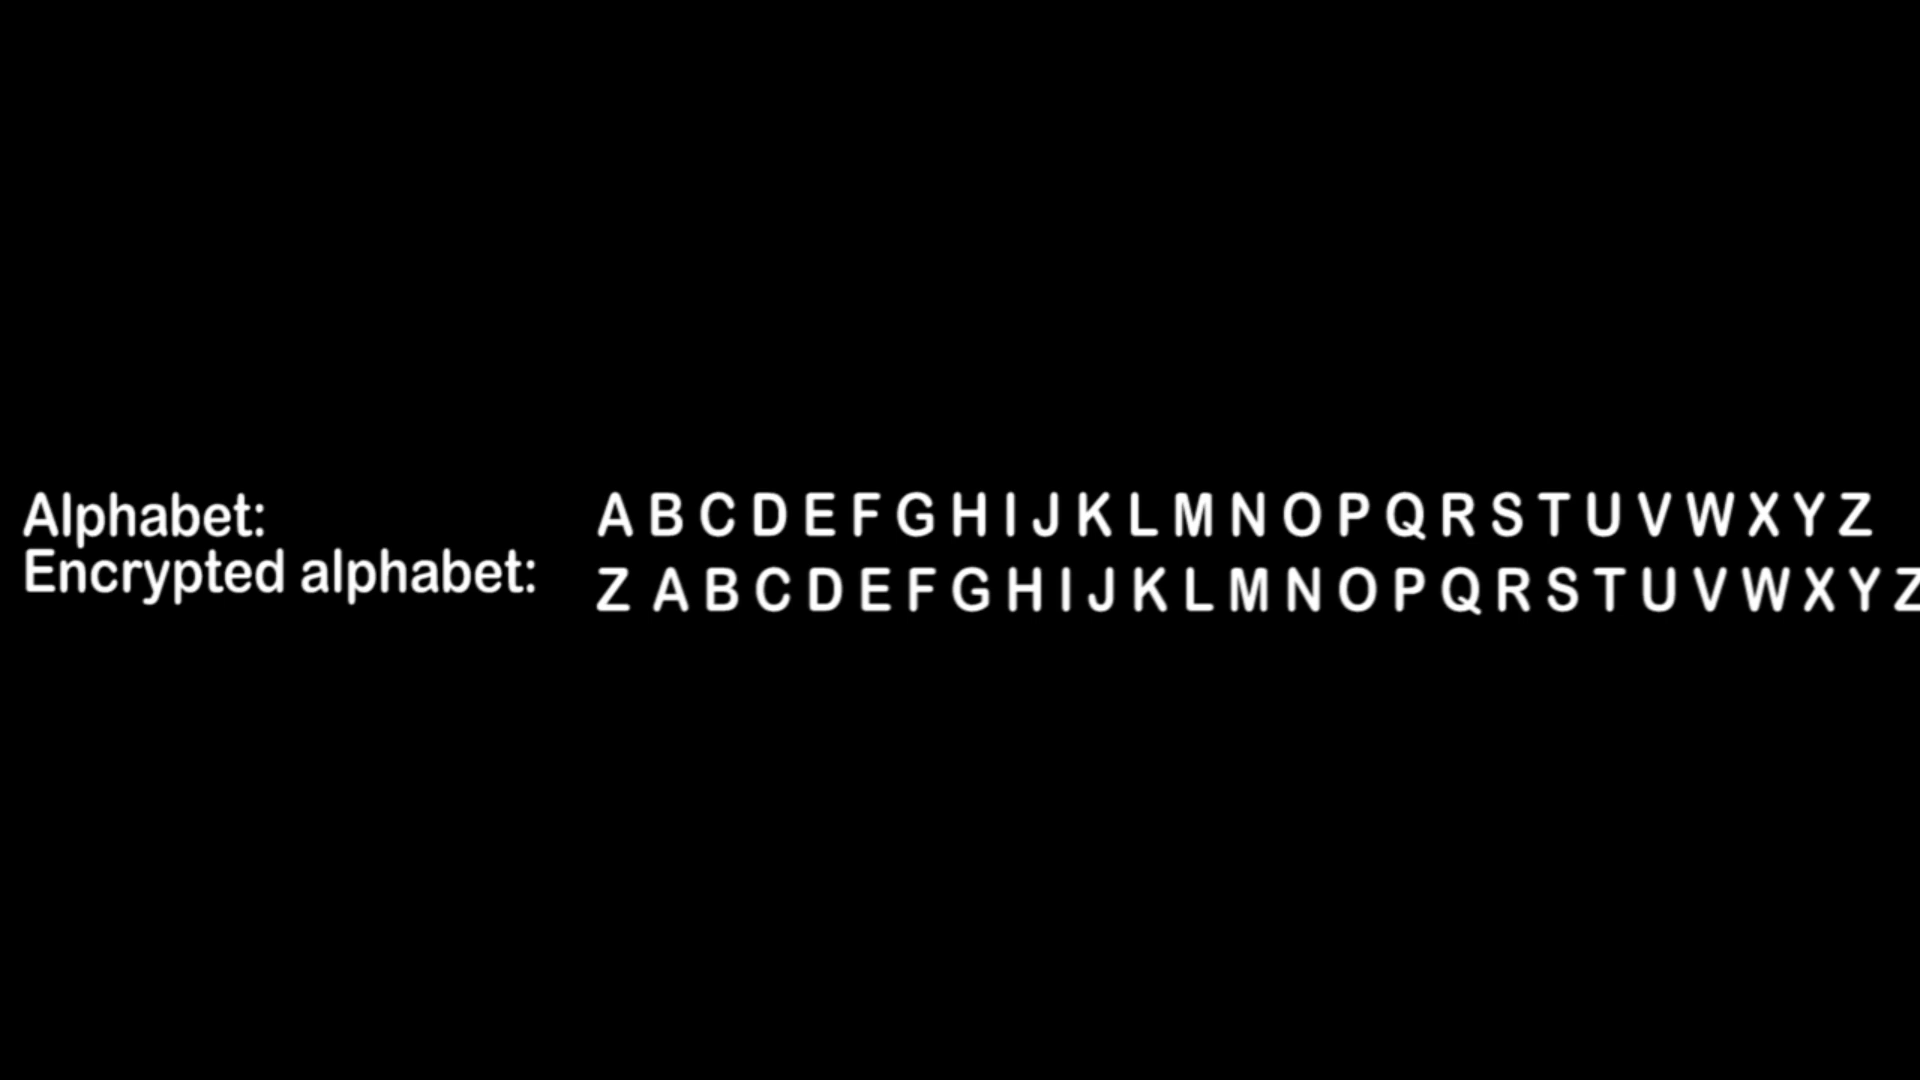 Alphabet: A B C D E F G H I J K L M N O P Q R S T U V W X Y Z
Encrypted alphabet: Z A B C D E F G H I J K L M N O P Q R S T U V W X Y Z